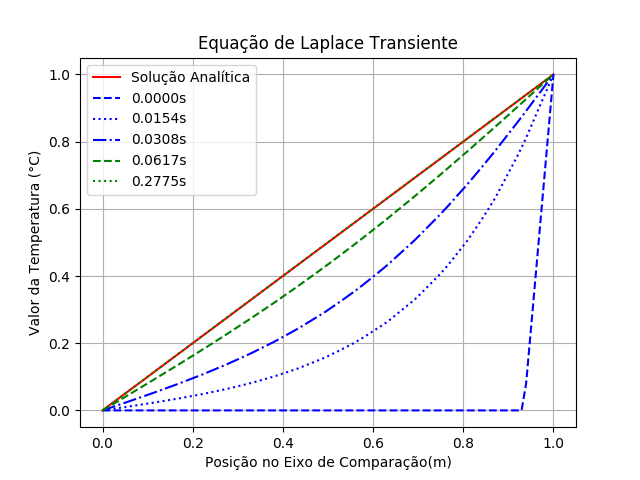 Equação de Laplace Transiente
Solução Analítica
0.0000s
0.0154s
0.0308s
0.0617s
0.2775s
1.0
0.8
0.6
0.4
0.2
0.0
Valor da Temperatura (°C)
0.0 0.2 0.4 0.6 0.8 1.0
Posição no Eixo de Comparação(m)